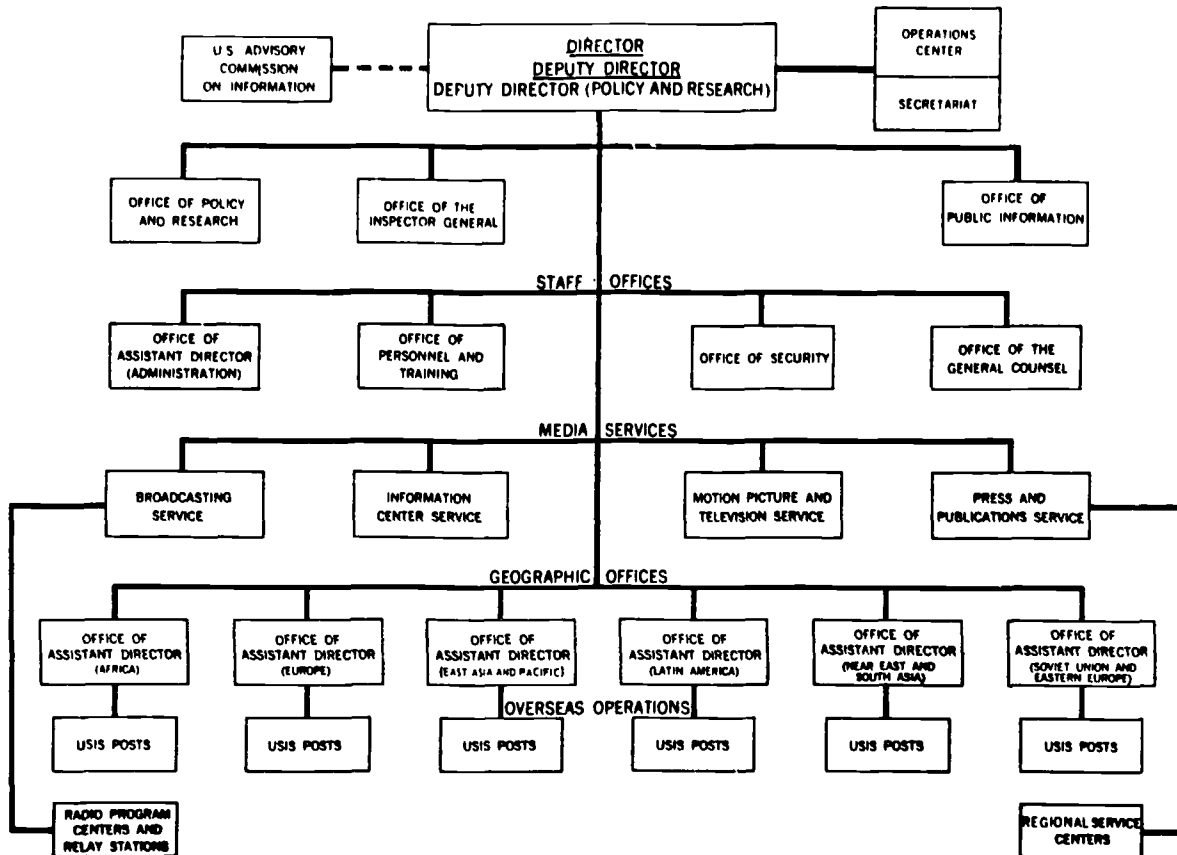 U.S. ADVISORY
COMMISSION
ON INFORMATION
DIRECTOR
DEPUTY DIRECTOR
DEPUTY DIRECTOR (POLICY AND RESEARCH)
OPERATIONS
CENTER
SECRETARIAT
OFFICE OF POLICY
AND RESEARCH
OFFICE OF THE
INSPECTOR GENERAL
OFFICE OF
PUBLIC INFORMATION
STAFF OFFICES
OFFICE OF
ASSISTANT DIRECTOR
(ADMINISTRATION)
OFFICE OF
PERSONNEL AND
TRAINING
OFFICE OF SECURITY
OFFICE OF THE
GENERAL COUNSEL
MEDIA SERVICES
BROADCASTING
SERVICE
INFORMATION
CENTER SERVICE
MOTION PICTURE AND
TELEVISION SERVICE
PRESS AND
PUBLICATIONS SERVICE
GEOGRAPHIC OFFICES
OFFICE OF
ASSISTANT DIRECTOR
(AFRICA)
OFFICE OF
ASSISTANT DIRECTOR
(EUROPE)
OFFICE OF
ASSISTANT DIRECTOR
(EAST ASIA AND PACIFIC)
OFFICE OF
ASSISTANT DIRECTOR
(LATIN AMERICA)
OFFICE OF
ASSISTANT DIRECTOR
(NEAR EAST AND
SOUTH ASIA)
OFFICE OF
ASSISTANT DIRECTOR
(SOVIET UNION AND
EASTERN EUROPE)
OVERSEAS OPERATIONS
USIS POSTS
USIS POSTS
USIS POSTS
USIS POSTS
USIS POSTS
USIS POSTS
RADIO PROGRAM
CENTERS AND
RELAY STATIONS
REGIONAL SERVICE
CENTERS